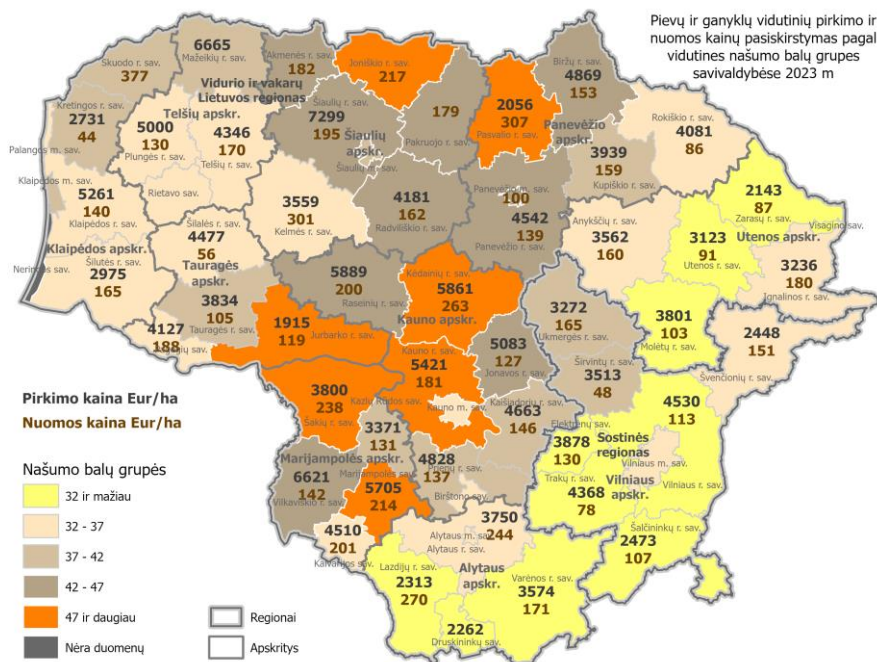 Pievų ir ganyklų vidutinių pirkimo ir
nuomos kainų pasiskirstymas pagal
vidutines našumo balų grupes
savivaldybėse 2023 m
Skuodo r. sav.
377
6665
Mažeikių r. sav.
Akmenės r. sav.
182
Joniškio r. sav.
217
179
Pakruojo r. sav.
2056
307
Pasvalio r. sav.
Biržų r. sav.
4869
153
Vidurio ir vakarų
Lietuvos regionas
Kretingos r. sav.
2731
44
Palangos m. sav.
Telšių apskr.
5000
130
Plungės r. sav.
4346
170
Telšių r. sav.
Šiaulių r. sav.
7299
195
Šiaulių
apskr.
Šiaulių m. sav.
Panevėžio
apskr.
Rokiškio r. sav.
4081
86
3939
159
Kupiškio r. sav.
Klaipėdos m. sav.
5261
140
Klaipėdos r. sav.
Rietavo sav.
3559
301
Kelmės r. sav.
4181
162
Radviliškio r. sav.
Panevėžio m. sav.
100
4542
139
Panevėžio r. sav.
Anykščių r. sav.
3562
160
2143
87
Zarasų r. sav.
Visagino sav.
3123
91
Utenos r. sav.
Utenos apskr.
3236
180
Ignalinos r. sav.
Klaipėdos apskr.
Šilutės r. sav.
2975
165
Neringos sav.
Šilalės r. sav.
4477
56
Tauragės
apskr.
3834
105
Tauragės r. sav.
5889
200
Raseinių r. sav.
Kėdainių r. sav.
5861
263
Kauno apskr.
3272
165
Ukmergės r. sav.
3801
103
Molėtų r. sav.
2448
151
Švenčionių r. sav.
4127
188
1915
119
Jurbarko r. sav.
Kauno r. sav.
5421
181
Kauno m. sav.
5083
127
Jonavos r. sav.
Širvintų r. sav.
3513
48
Pirkimo kaina Eur/ha
Nuomos kaina Eur/ha
3800
238
Šakių r. sav.
Kazlų Rūdos sav.
3371
131
Kaišiadorių r. sav.
4663
146
Elektrėnų sav.
3878
130
Trakų r. sav.
Sostinės
regionas
4530
113
Vilniaus m. sav.
Vilniaus
apskr.
Vilniaus r. sav.
4368
78
Marijampolės apskr.
Marijampolės sav.
6621
142
Vilkaviškio r. sav.
5705
214
4828
137
Prienų r. sav.
Birštono sav.
4510
201
Kalvarijos sav.
3750
244
Alytaus m. sav.
Alytaus r. sav.
Alytaus
apskr.
Šalčininkų r. sav.
2473
107
Lazdijų r. sav.
2313
270
Varėnos r. sav.
3574
171
2262
Druskininkų sav.
Našumo balų grupės
32 ir mažiau
32 - 37
37 - 42
42 - 47
47 ir daugiau
Nėra duomenų
Regionai
Apskritys